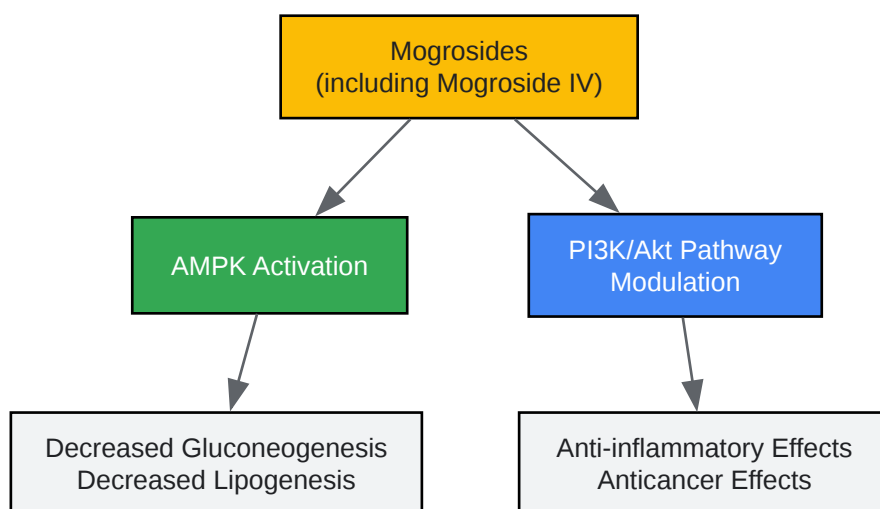 Mogrosides
(including Mogroside IV)
AMPK Activation
PI3K/Akt Pathway
Modulation
Decreased Gluconeogenesis
Decreased Lipogenesis
Anti-inflammatory Effects
Anticancer Effects